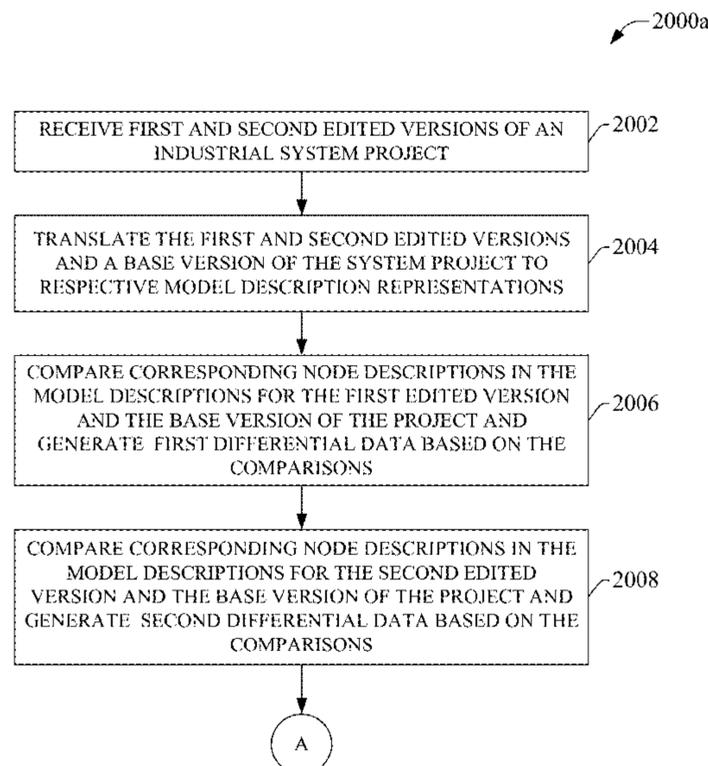 2000a
RECEIVE FIRST AND SECOND EDITED VERSIONS OF AN
INDUSTRIAL SYSTEM PROJECT
2002
TRANSLATE THE FIRST AND SECOND EDITED VERSIONS
AND A BASE VERSION OF THE SYSTEM PROJECT TO
RESPECTIVE MODEL DESCRIPTION REPRESENTATIONS
2004
COMPARE CORRESPONDING NODE DESCRIPTIONS IN THE
MODEL DESCRIPTIONS FOR THE FIRST EDITED VERSION
AND THE BASE VERSION OF THE PROJECT AND
GENERATE FIRST DIFFERENTIAL DATA BASED ON THE
COMPARISONS
2006
COMPARE CORRESPONDING NODE DESCRIPTIONS IN THE
MODEL DESCRIPTIONS FOR THE SECOND EDITED
VERSION AND THE BASE VERSION OF THE PROJECT AND
GENERATE SECOND DIFFERENTIAL DATA BASED ON THE
COMPARISONS
2008
A